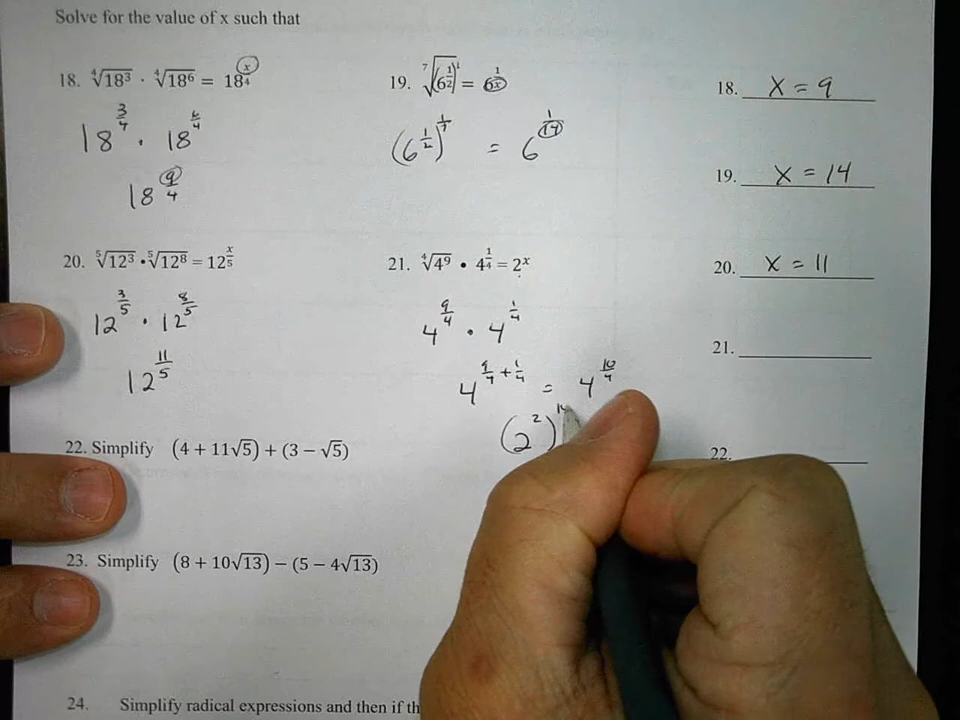 Solve for the value of x such that
18. ⁴√18³ · ⁴√18⁶ = 18^(x/4)
18^(3/4) · 18^(6/4)
18^(9/4)
19. ⁷√(6^(1/2))¹ = 6^(1/x)
(6^(1/2))^(1/7) = 6^(1/14)
18. x = 9
19. x = 14
20. ⁵√12³ • ⁵√12⁸ = 12^(x/5)
12^(3/5) · 12^(8/5)
12^(11/5)
21. ⁴√4⁹ • 4^(1/4) = 2^x
4^(9/4) · 4^(1/4)
4^(9/4 + 1/4) = 4^(10/4)
(2²)
20. x = 11
21.
22.
22. Simplify (4 + 11√5) + (3 − √5)
23. Simplify (8 + 10√13) − (5 − 4√13)
24. Simplify radical expressions and then if th